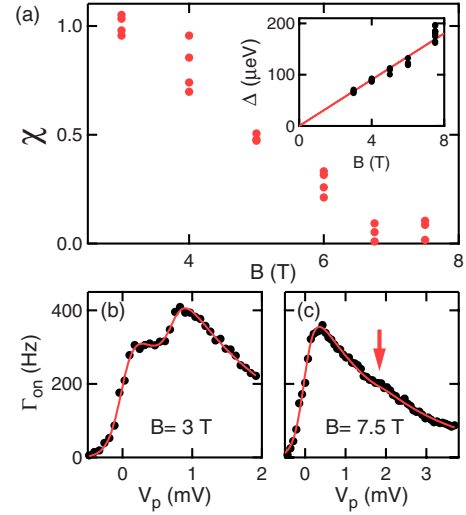 (a)
1.0
0.5
0.0
χ
4
6
8
B (T)
200
100
0
Δ (μeV)
0
4
8
B (T)
(b)
400
200
0
Γon (Hz)
B= 3 T
0
1
2
Vp (mV)
(c)
B= 7.5 T
0
1
2
3
Vp (mV)